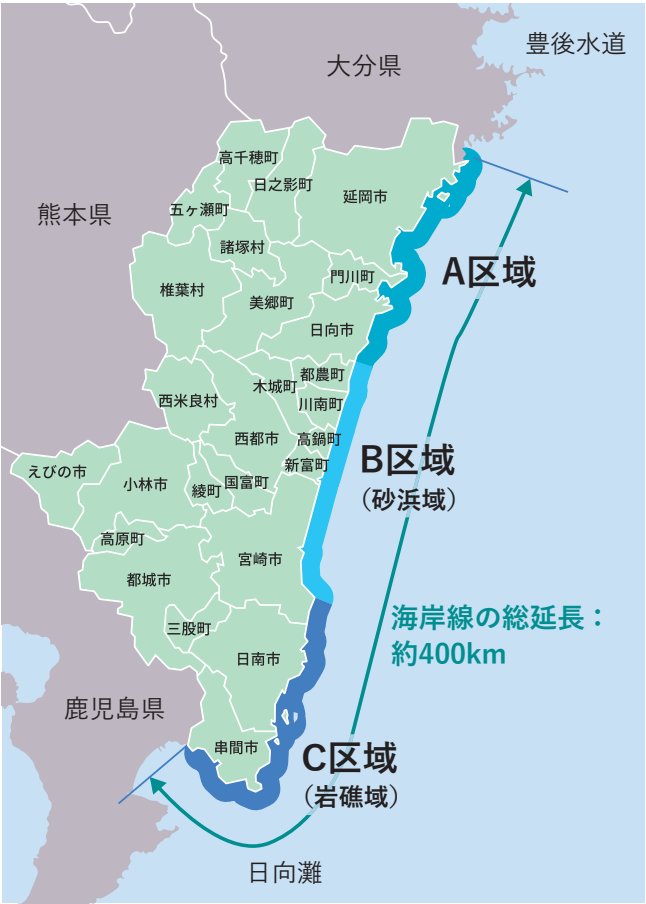 豊後水道
大分県
高千穂町
日之影町
延岡市
五ヶ瀬町
熊本県
諸塚村
門川町
A区域
椎葉村
美郷町
日向市
都農町
木城町
西米良村
川南町
西都市
高鍋町
B区域
（砂浜域）
新富町
えびの市
小林市
綾町
国富町
高原町
宮崎市
都城市
海岸線の総延長：
約400km
三股町
日南市
鹿児島県
串間市
C区域
（岩礁域）
日向灘